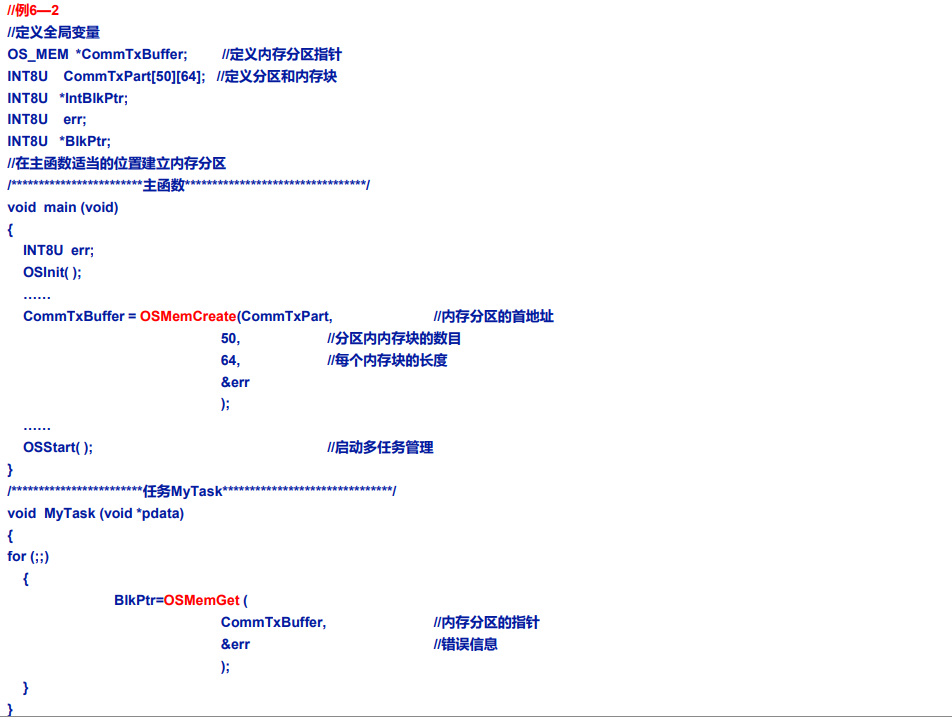 //例6—2
//定义全局变量
OS_MEM *CommTxBuffer; //定义内存分区指针
INT8U CommTxPart[50][64]; //定义分区和内存块
INT8U *IntBlkPtr;
INT8U err;
INT8U *BlkPtr;
//在主函数适当的位置建立内存分区
/************************主函数*********************************/
void main (void)
{
INT8U err;
OSInit( );
……
CommTxBuffer = OSMemCreate(CommTxPart, //内存分区的首地址
50, //分区内内存块的数目
64, //每个内存块的长度
&err
);
……
OSStart( ); //启动多任务管理
}
/************************任务MyTask*******************************/
void MyTask (void *pdata)
{
for (;;)
{
BlkPtr=OSMemGet (
CommTxBuffer, //内存分区的指针
&err //错误信息
);
}
}